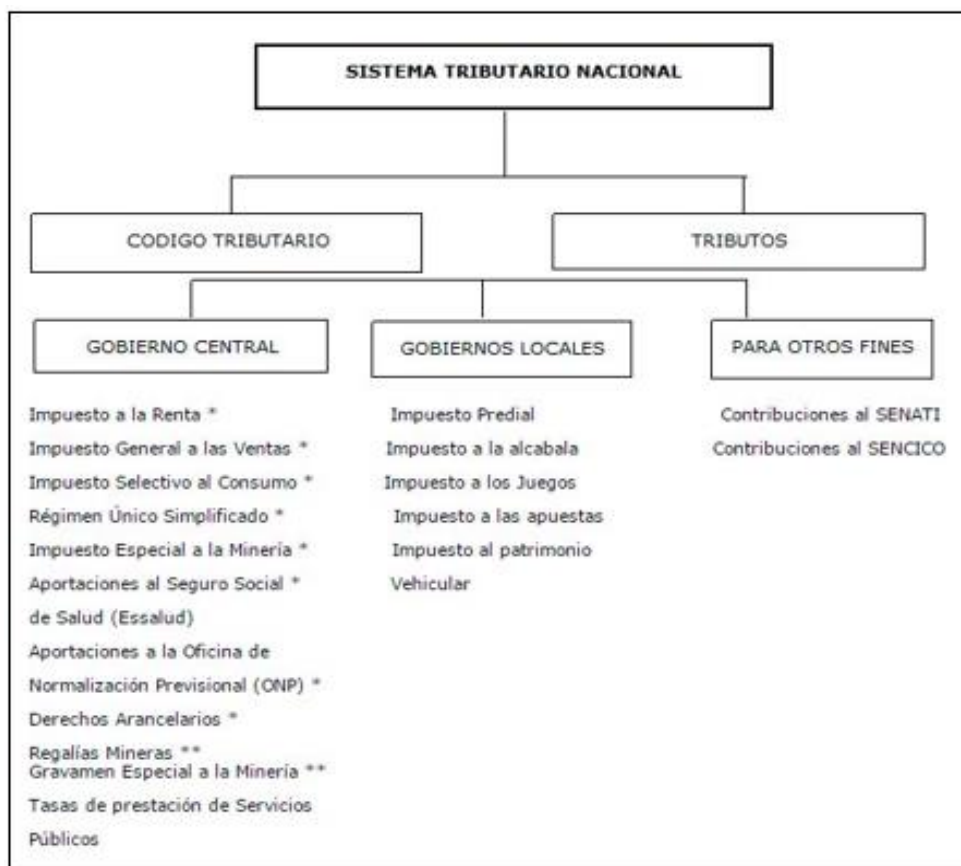 SISTEMA TRIBUTARIO NACIONAL
CODIGO TRIBUTARIO
TRIBUTOS
GOBIERNO CENTRAL
GOBIERNOS LOCALES
PARA OTROS FINES
Impuesto a la Renta *
Impuesto General a las Ventas *
Impuesto Selectivo al Consumo *
Régimen Único Simplificado *
Impuesto Especial a la Minería *
Aportaciones al Seguro Social *
de Salud (Essalud)
Aportaciones a la Oficina de
Normalización Previsional (ONP) *
Derechos Arancelarios *
Regalías Mineras **
Gravamen Especial a la Minería **
Tasas de prestación de Servicios
Públicos
Impuesto Predial
Impuesto a la alcabala
Impuesto a los Juegos
Impuesto a las apuestas
Impuesto al patrimonio
Vehicular
Contribuciones al SENATI
Contribuciones al SENCICO